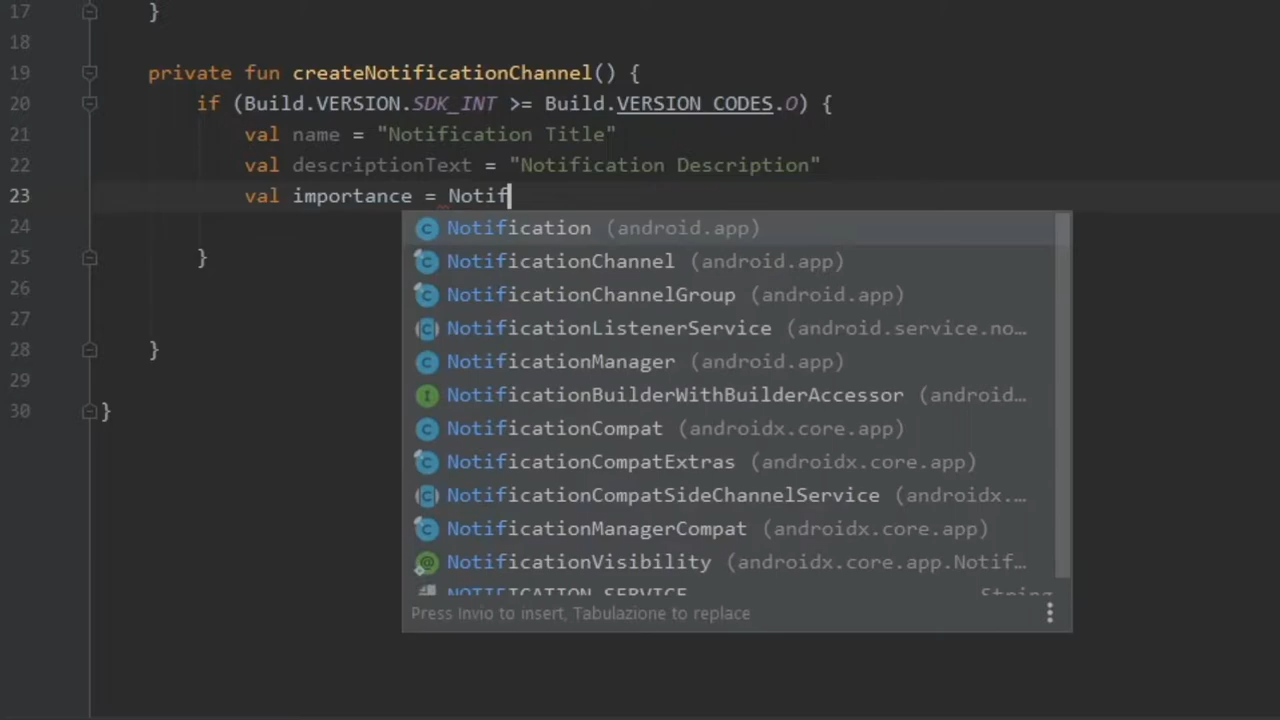 17 }
18
19 private fun createNotificationChannel() {
20 if (Build.VERSION.SDK_INT >= Build.VERSION_CODES.O) {
21 val name = "Notification Title"
22 val descriptionText = "Notification Description"
23 val importance = Notif
24
Notification (android.app)
NotificationChannel (android.app)
25 }
26
NotificationChannelGroup (android.app)
27
NotificationListenerService (android.service.no…
28 }
NotificationManager (android.app)
29
NotificationBuilderWithBuilderAccessor (android…
30 }
NotificationCompat (androidx.core.app)
NotificationCompatExtras (androidx.core.app)
NotificationCompatSideChannelService (androidx.…
NotificationManagerCompat (androidx.core.app)
NotificationVisibility (androidx.core.app.Notif…
NOTIFICATION_SERVICE String
Press Invio to insert, Tabulazione to replace